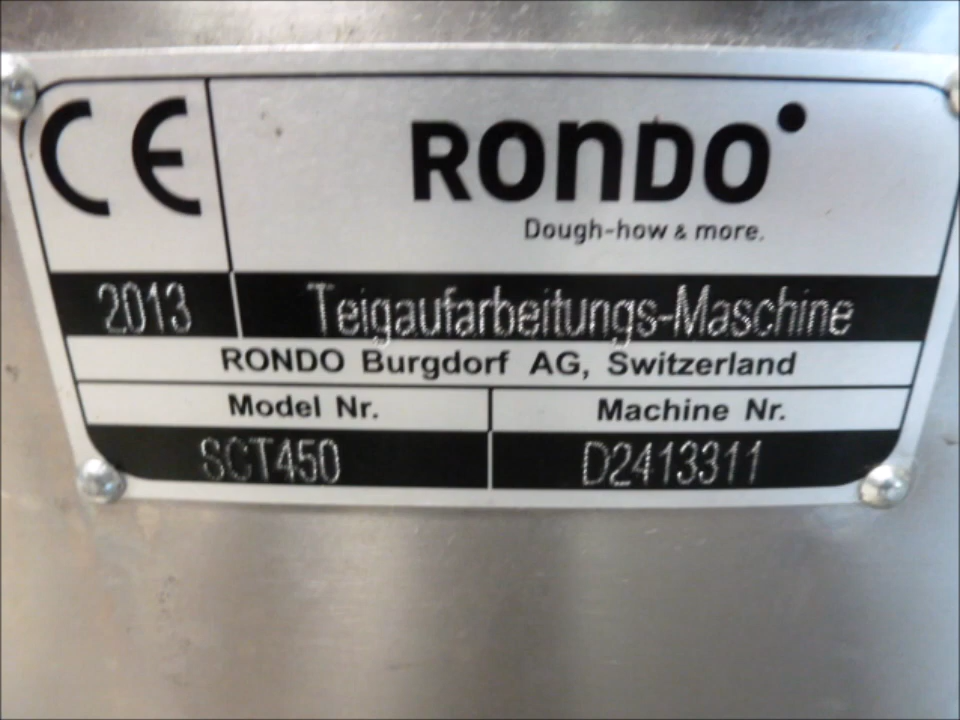 CE
RONDO
Dough-how & more.
2013 Teigaufarbeitungs-Maschine
RONDO Burgdorf AG, Switzerland
Model Nr. Machine Nr.
SCT450 D2413311